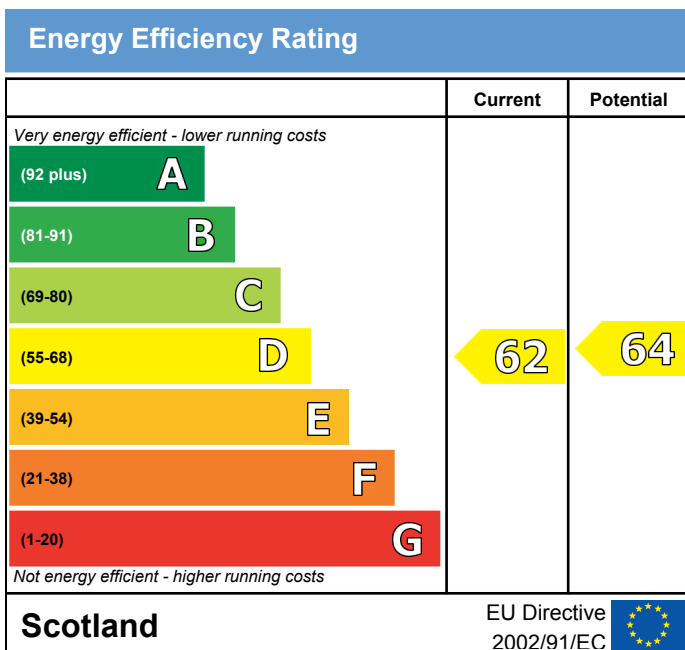 Energy Efficiency Rating
Current Potential
Very energy efficient - lower running costs
(92 plus) A
(81-91) B
(69-80) C
(55-68) D 62 64
(39-54) E
(21-38) F
(1-20) G
Not energy efficient - higher running costs
Scotland
EU Directive
2002/91/EC